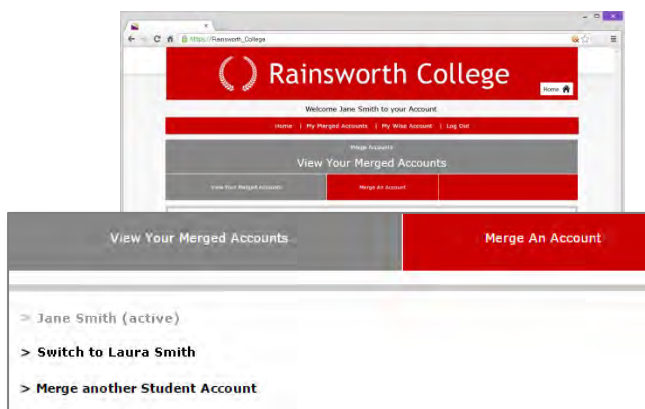 https://Rainsworth_College
Rainsworth College
Home
Welcome Jane Smith to your Account
Home | My Merged Accounts | My Wise Account | Log Out
Merge Accounts
View Your Merged Accounts
View Your Merged Accounts Merge An Account
View Your Merged Accounts Merge An Account
> Jane Smith (active)
> Switch to Laura Smith
> Merge another Student Account